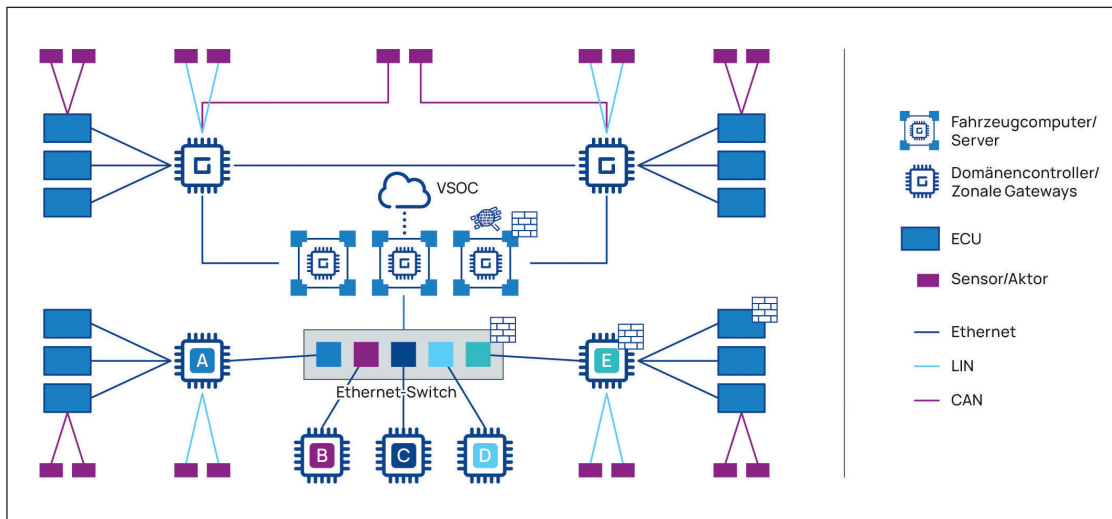 VSOC
A
E
Ethernet-Switch
B
C
D
Fahrzeugcomputer/
Server
Domänencontroller/
Zonale Gateways
ECU
Sensor/Aktor
Ethernet
LIN
CAN